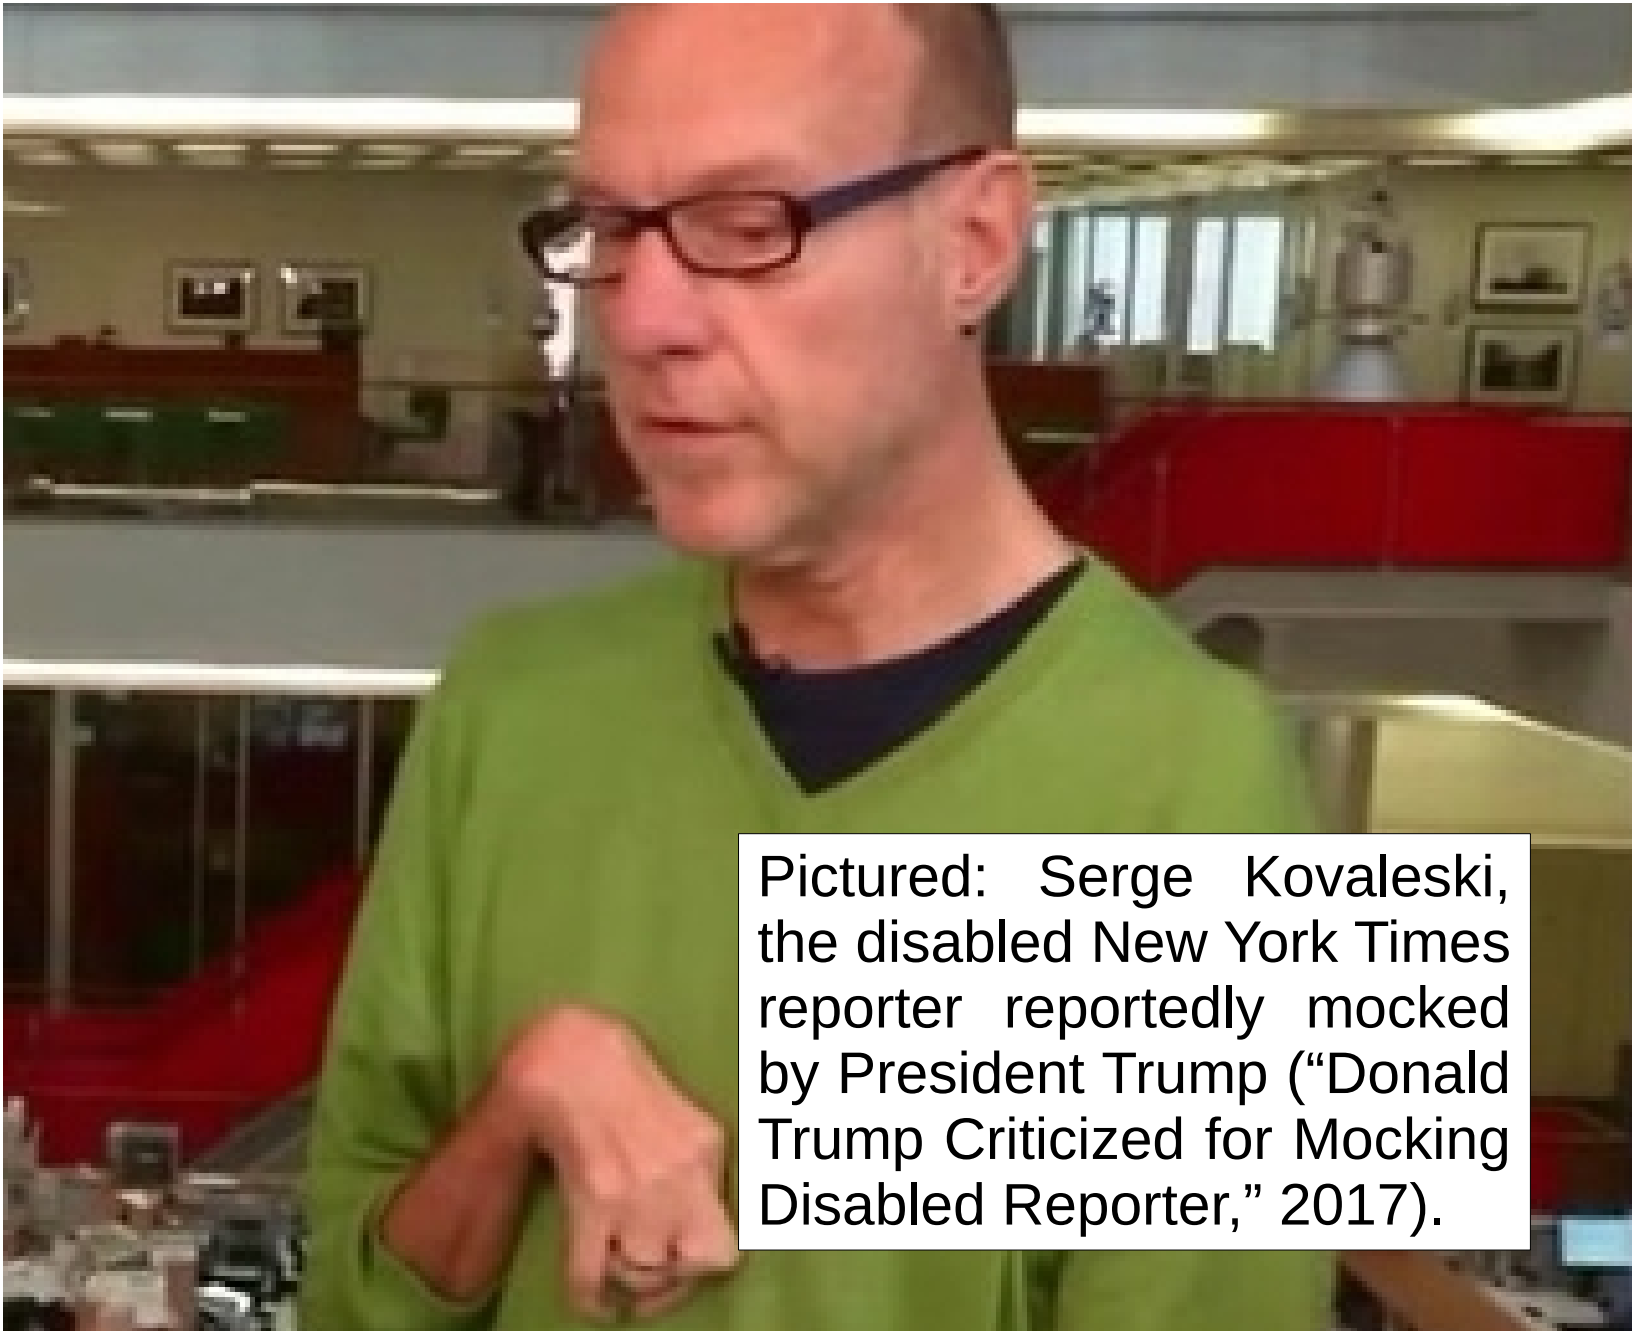 Pictured: Serge Kovaleski,
the disabled New York Times
reporter reportedly mocked
by President Trump (“Donald
Trump Criticized for Mocking
Disabled Reporter,” 2017).